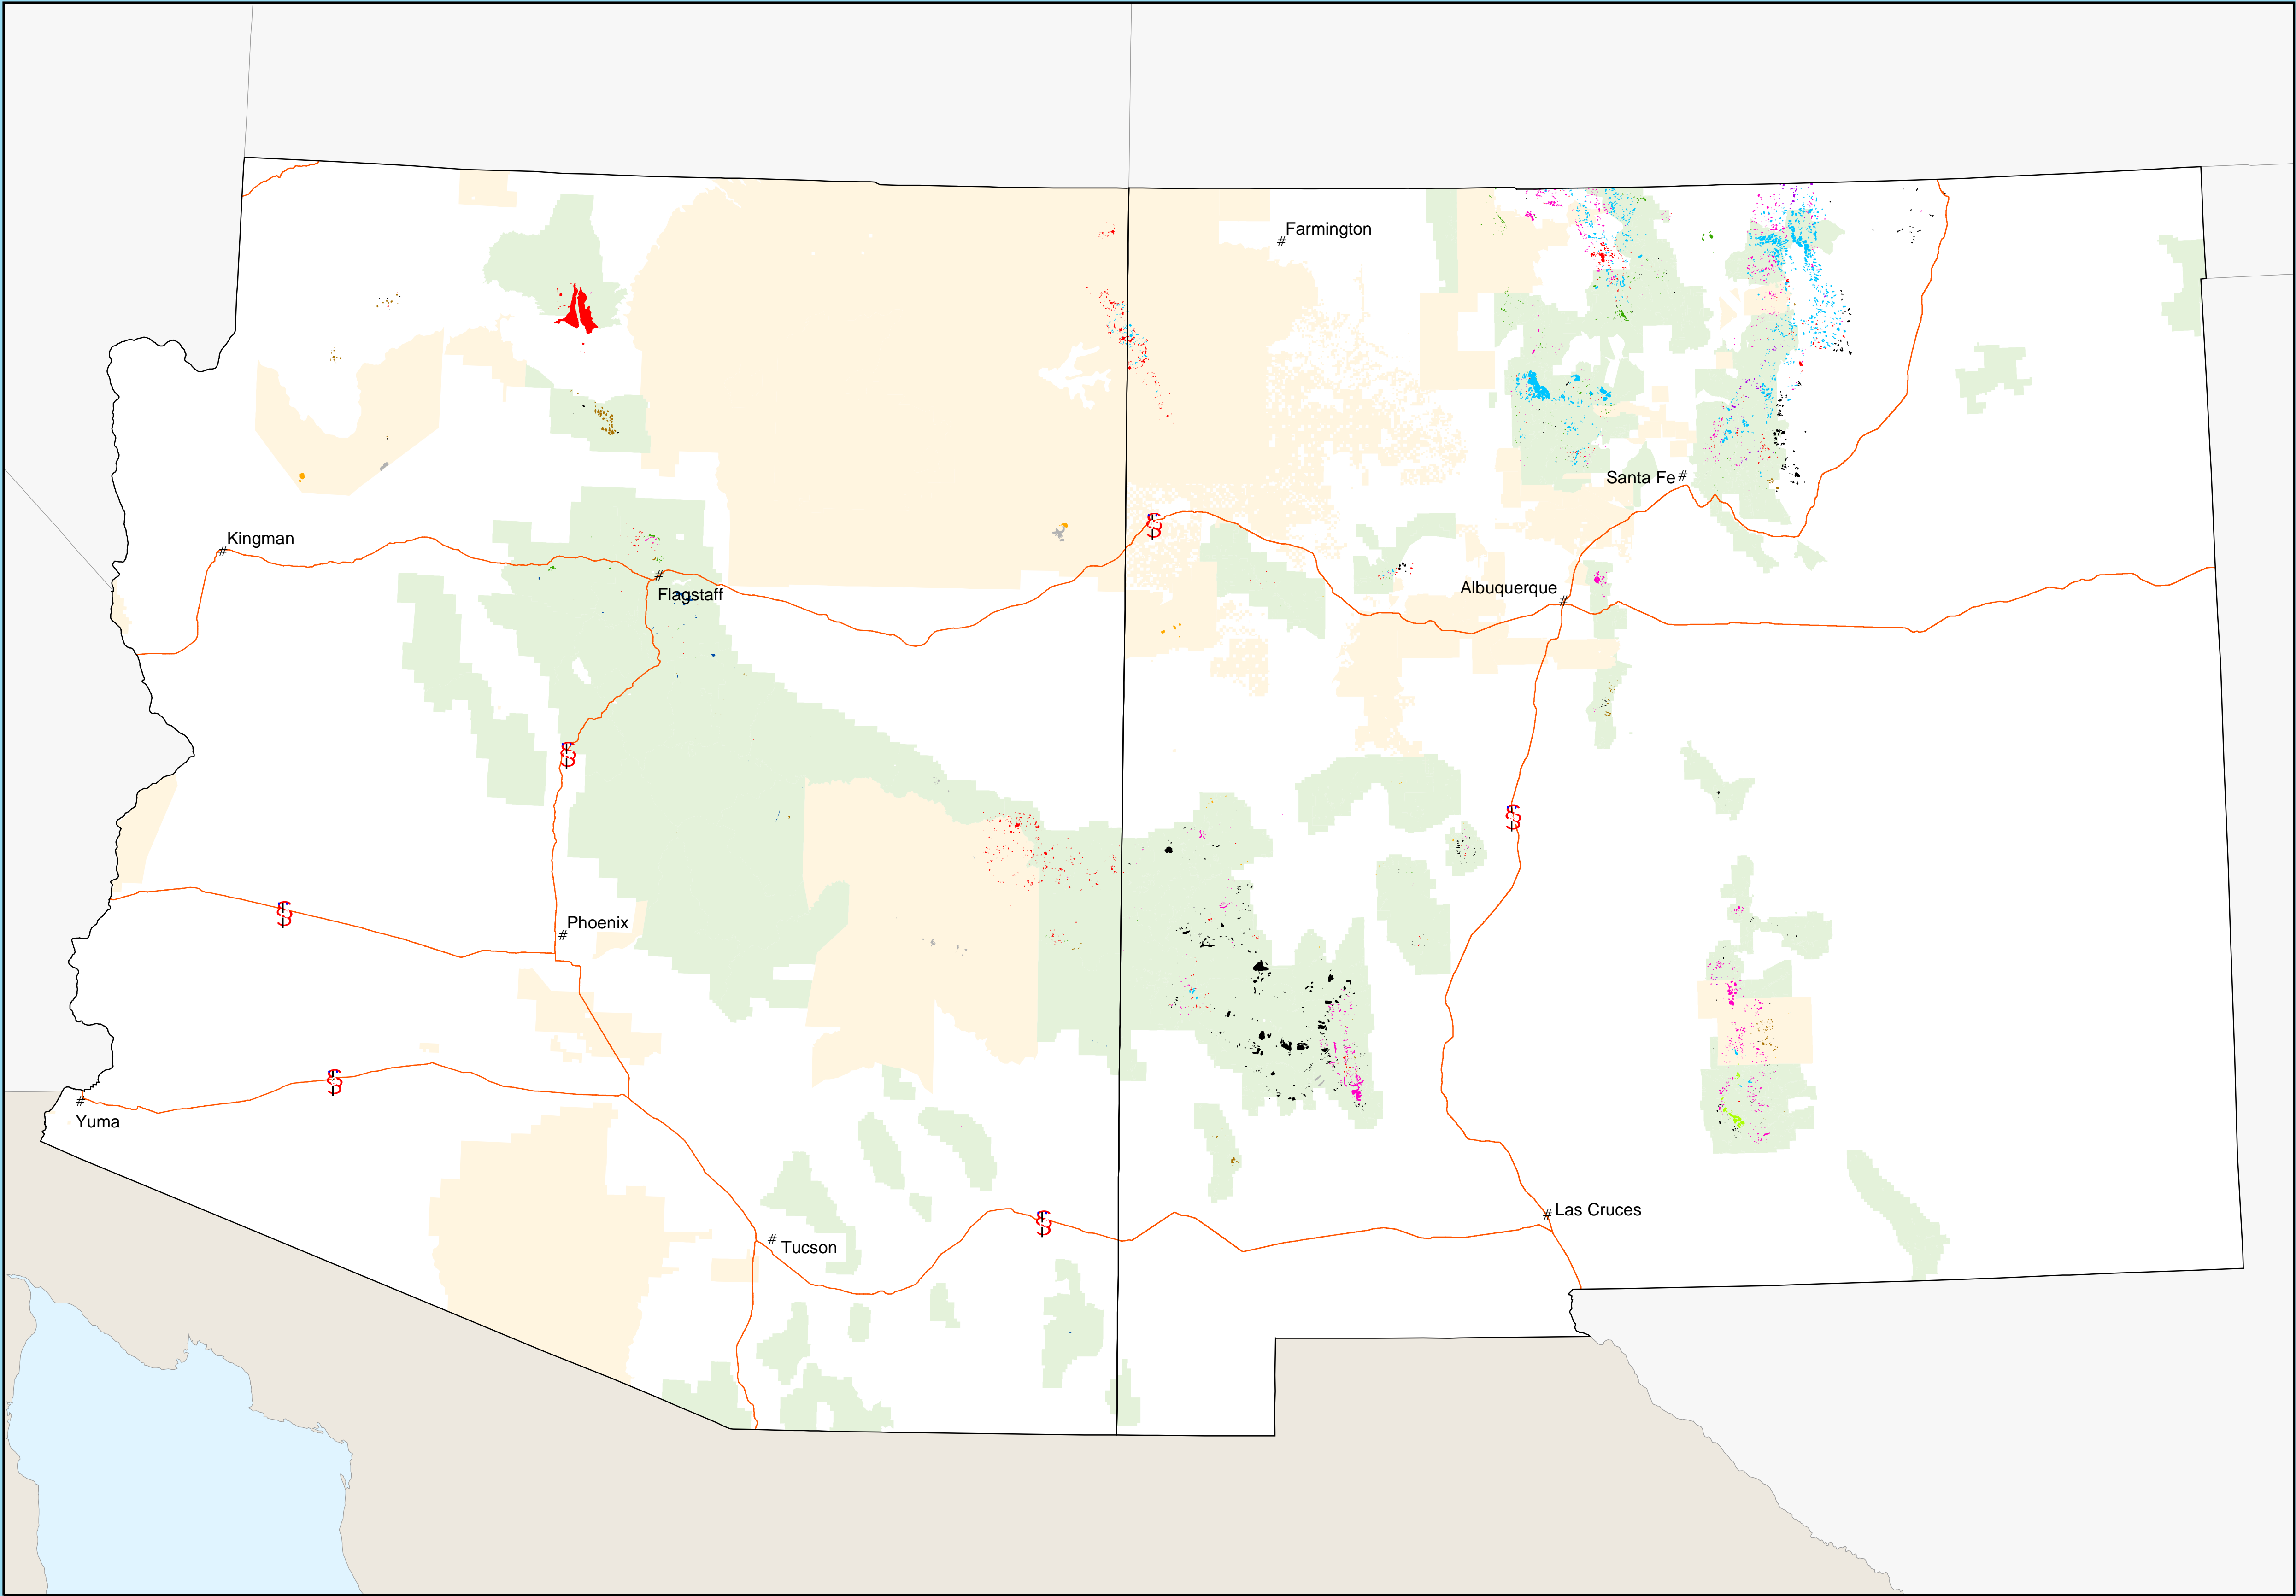 Farmington
#
Santa Fe #
Kingman
#
#
Flagstaff
Albuquerque
#
Phoenix
#
#
Yuma
# Las Cruces
#
Tucson